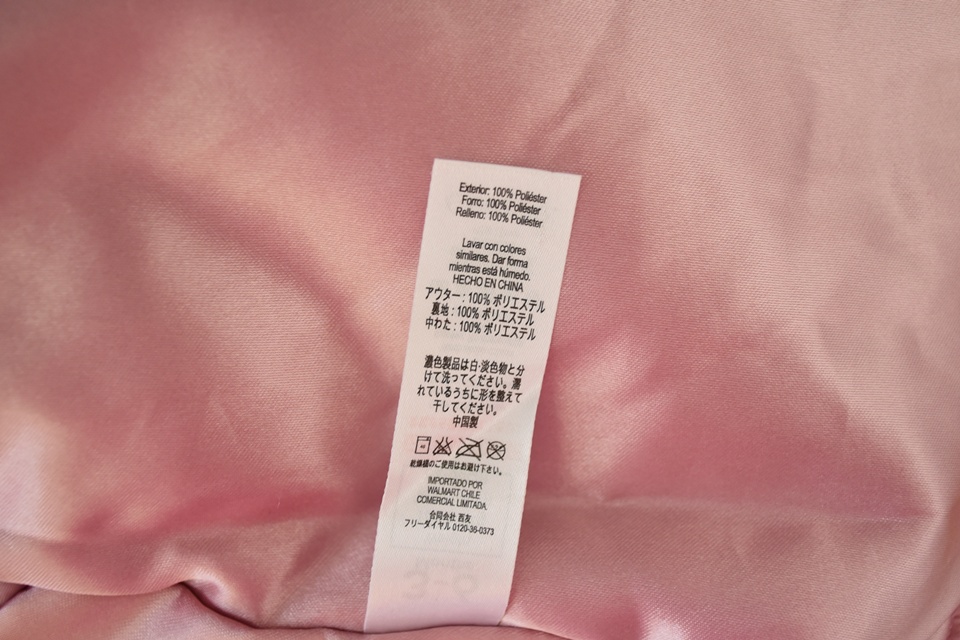 Exterior: 100% Poliéster
Forro: 100% Poliéster
Ralleno: 100% Poliéster
Lavar con colores
similares. Dar forma
mientras está húmedo.
HECHO EN CHINA
アウター : 100% ポリエステル
裏地 : 100% ポリエステル
中わた : 100% ポリエステル
濃色製品は白·淡色物と分
けて洗ってください。濡
れているうちに形を整えて
干してください。
中国製
乾燥機のご使用はお避け下さい。
IMPORTADO POR
WALMART CHILE
COMERCIAL LIMITADA.
合同会社 西友
フリーダイヤル 0120-36-0373